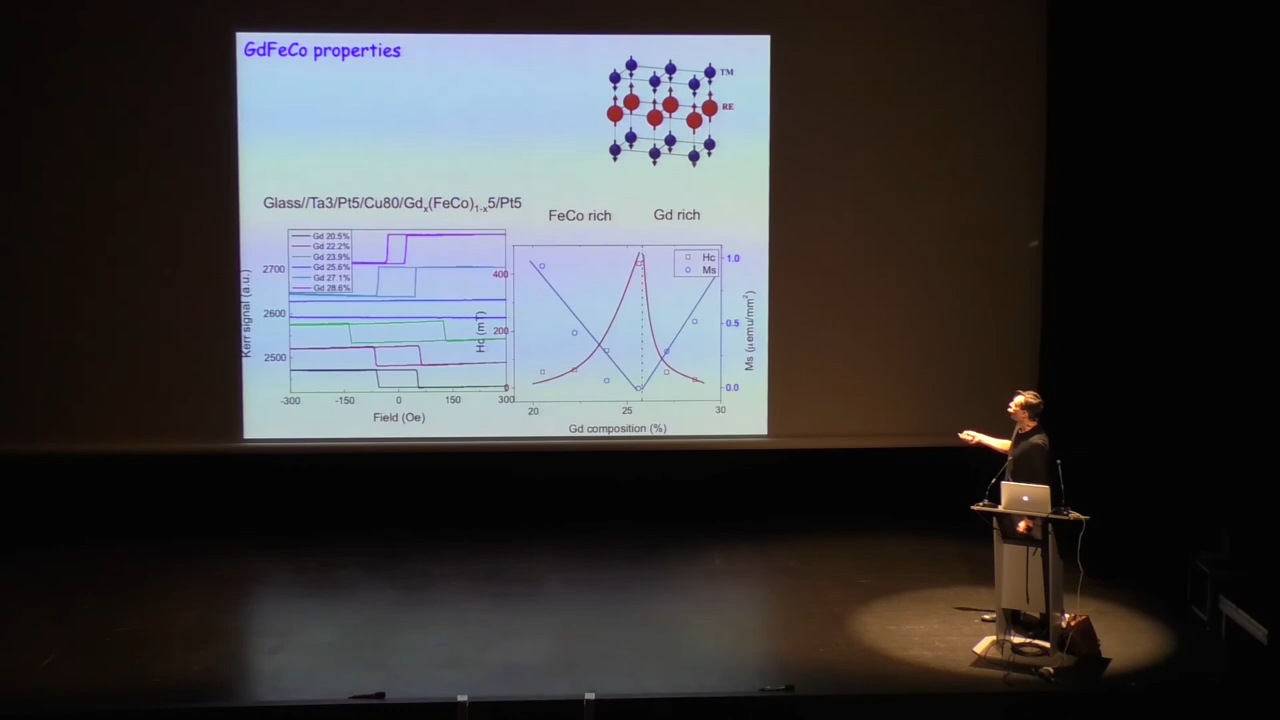 GdFeCo properties
TM
RE
Glass//Ta3/Pt5/Cu80/Gdx(FeCo)1-x5/Pt5
FeCo rich
Gd rich
Gd 20.5%
Gd 22.2%
Gd 23.9%
Gd 25.6%
Gd 27.1%
Gd 28.6%
2700
2600
2500
Kerr signal (a.u.)
-300
-150
0
150
300
Field (Oe)
Hc
Ms
400
200
0
Hc (mT)
1.0
0.5
0.0
Ms (µemu/mm²)
20
25
30
Gd composition (%)